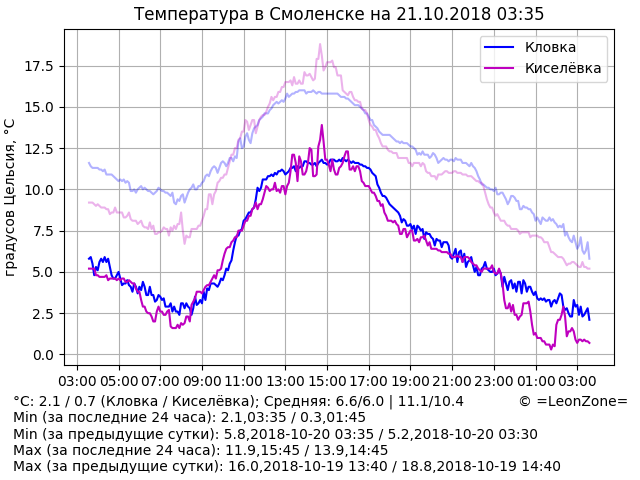 Температура в Смоленске на 21.10.2018 03:35
Кловка
Киселёвка
градусов Цельсия, °C
17.5
15.0
12.5
10.0
7.5
5.0
2.5
0.0
03:00 05:00 07:00 09:00 11:00 13:00 15:00 17:00 19:00 21:00 23:00 01:00 03:00
°C: 2.1 / 0.7 (Кловка / Киселёвка); Средняя: 6.6/6.0 | 11.1/10.4 © =LeonZone=
Min (за последние 24 часа): 2.1,03:35 / 0.3,01:45
Min (за предыдущие сутки): 5.8,2018-10-20 03:35 / 5.2,2018-10-20 03:30
Max (за последние 24 часа): 11.9,15:45 / 13.9,14:45
Max (за предыдущие сутки): 16.0,2018-10-19 13:40 / 18.8,2018-10-19 14:40